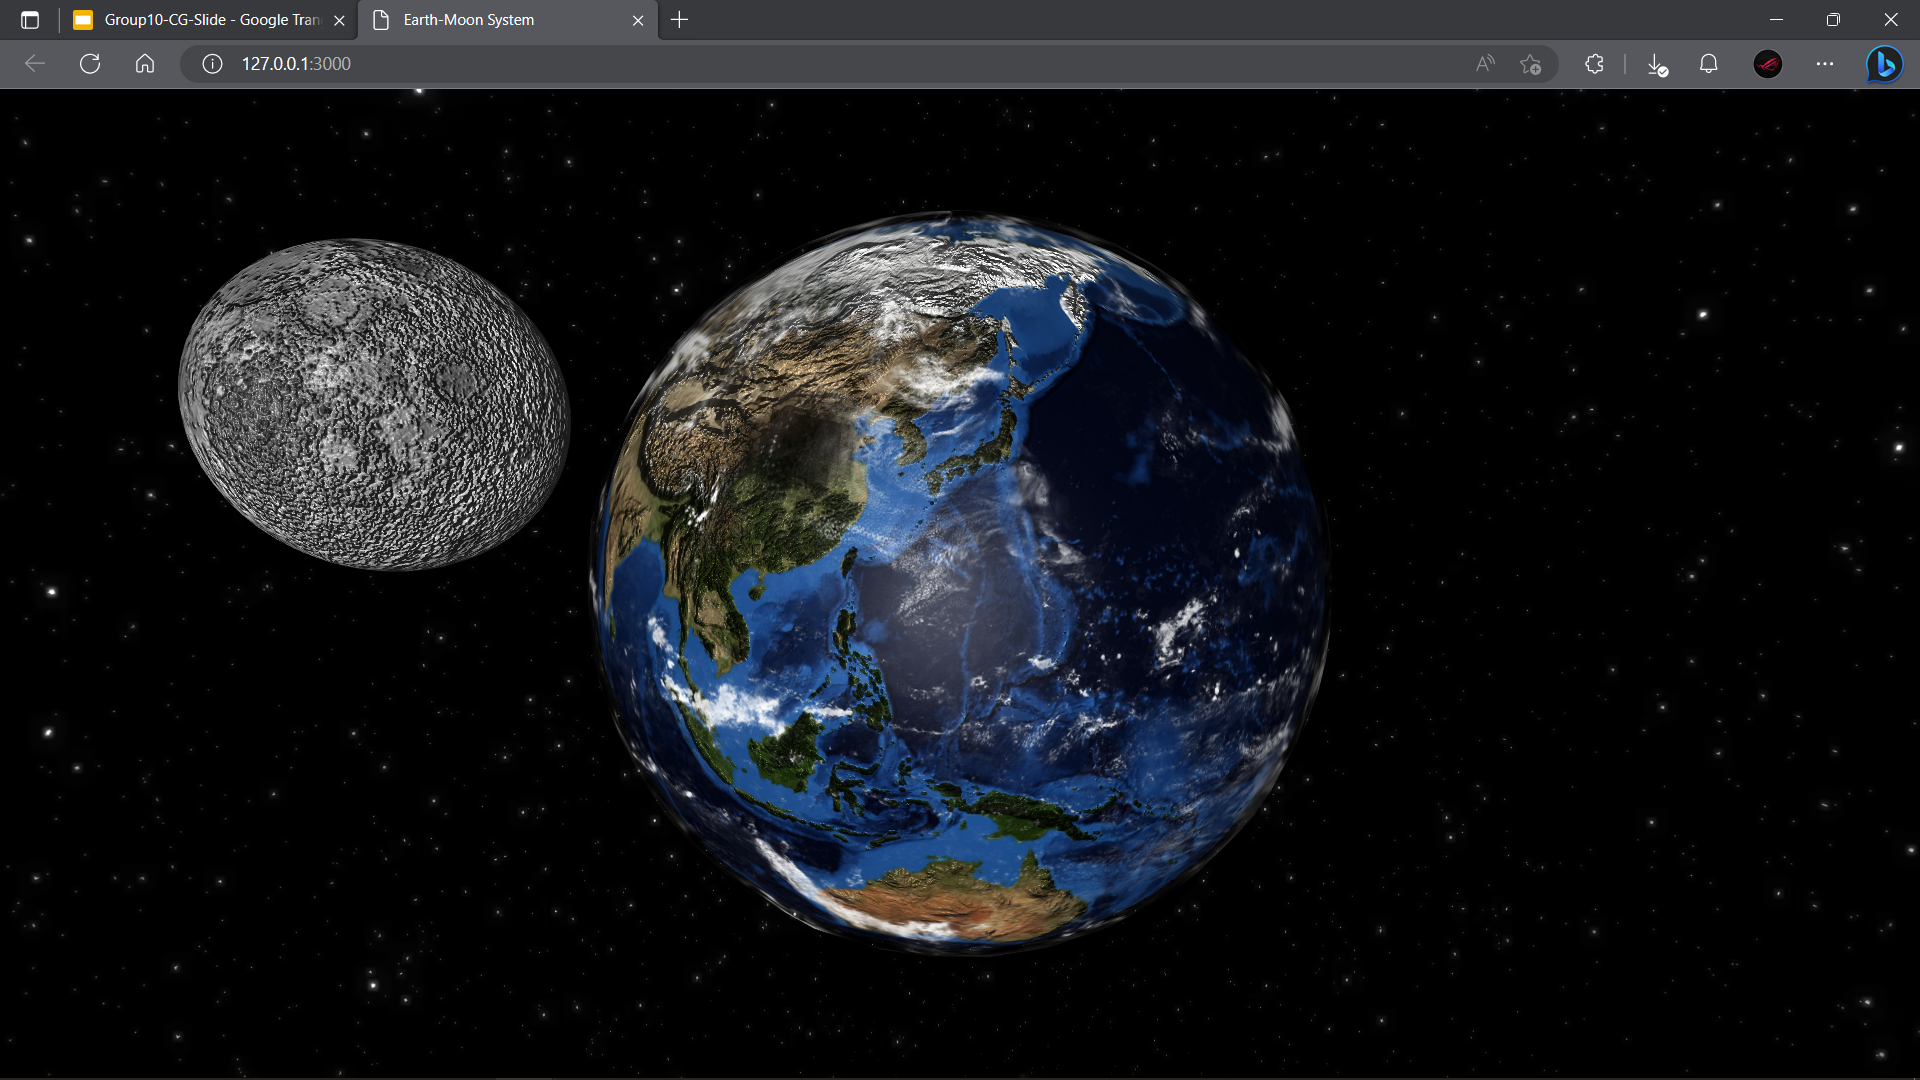 Group10-CG-Slide - Google Tran
Earth-Moon System
127.0.0.1:3000